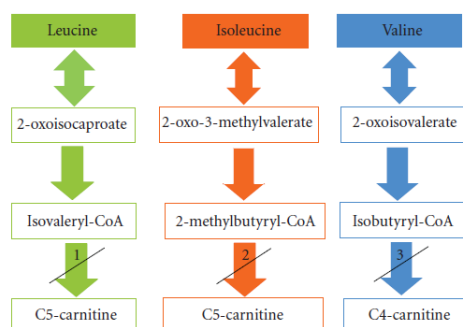 Leucine Isoleucine Valine
2-oxoisocaproate 2-oxo-3-methylvalerate 2-oxoisovalerate
Isovaleryl-CoA 2-methylbutyryl-CoA Isobutyryl-CoA
1 2 3
C5-carnitine C5-carnitine C4-carnitine